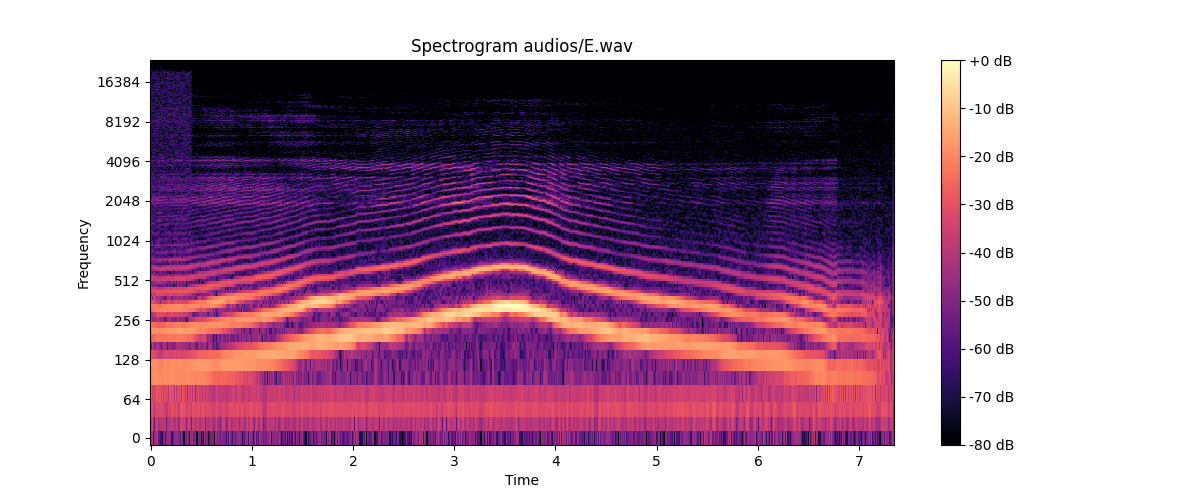 Spectrogram audios/E.wav
Frequency
16384
8192
4096
2048
1024
512
256
128
64
0
0 1 2 3 4 5 6 7
Time
+0 dB
-10 dB
-20 dB
-30 dB
-40 dB
-50 dB
-60 dB
-70 dB
-80 dB